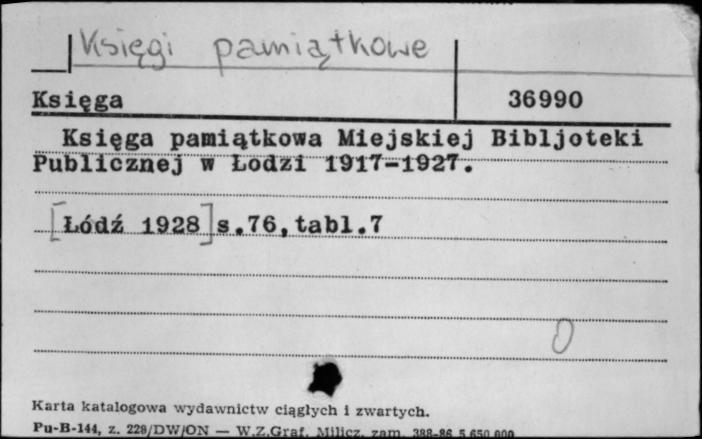 Księgi pamiątkowe
Księga 36990
Księga pamiątkowa Miejskiej Bibljoteki
Publicznej w Łodzi 1917-1927.
[Łódź 1928] s.76, tabl.7
0
Karta katalogowa wydawnictw ciągłych i zwartych.
Pu-B-144, z. 228/DW/ON — W.Z.Graf. Milicz, zam. 388-86 5 650 000